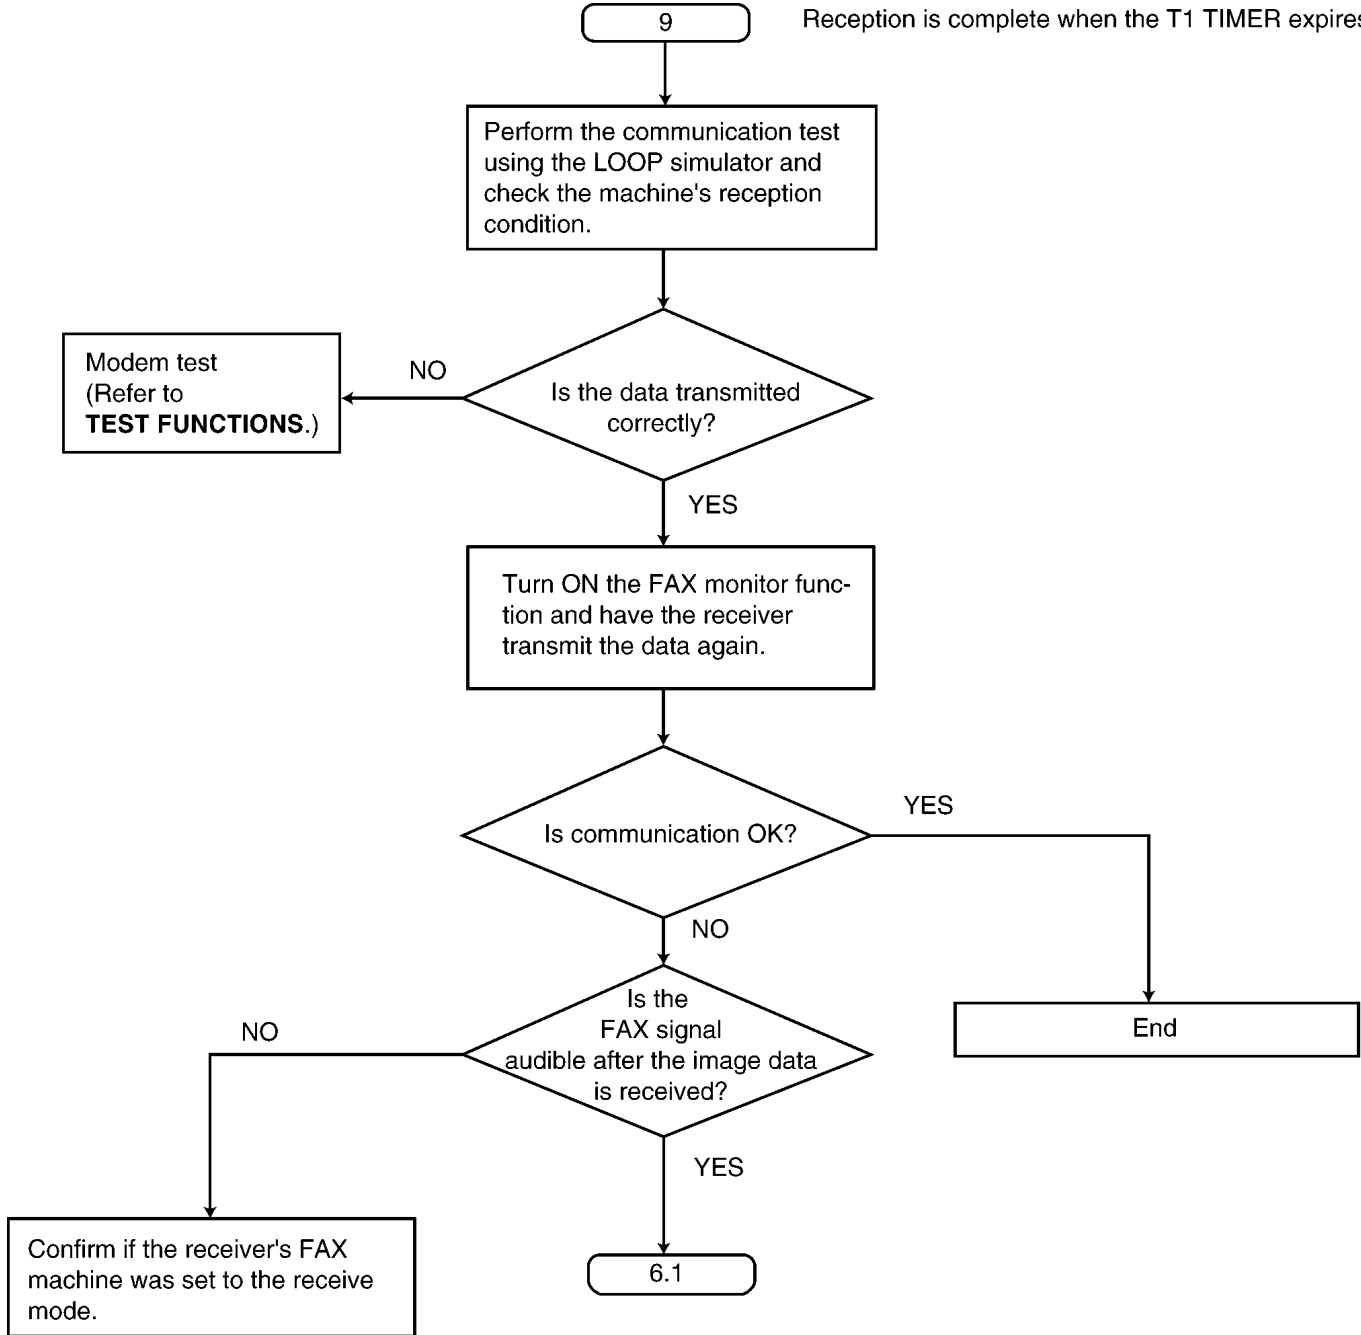 9
Reception is complete when the T1 TIMER expires
Perform the communication test
using the LOOP simulator and
check the machine's reception
condition.
Modem test
(Refer to
TEST FUNCTIONS.)
NO
Is the data transmitted
correctly?
YES
Turn ON the FAX monitor func-
tion and have the receiver
transmit the data again.
Is communication OK?
YES
NO
End
Is the
FAX signal
audible after the image data
is received?
NO
YES
Confirm if the receiver's FAX
machine was set to the receive
mode.
6.1